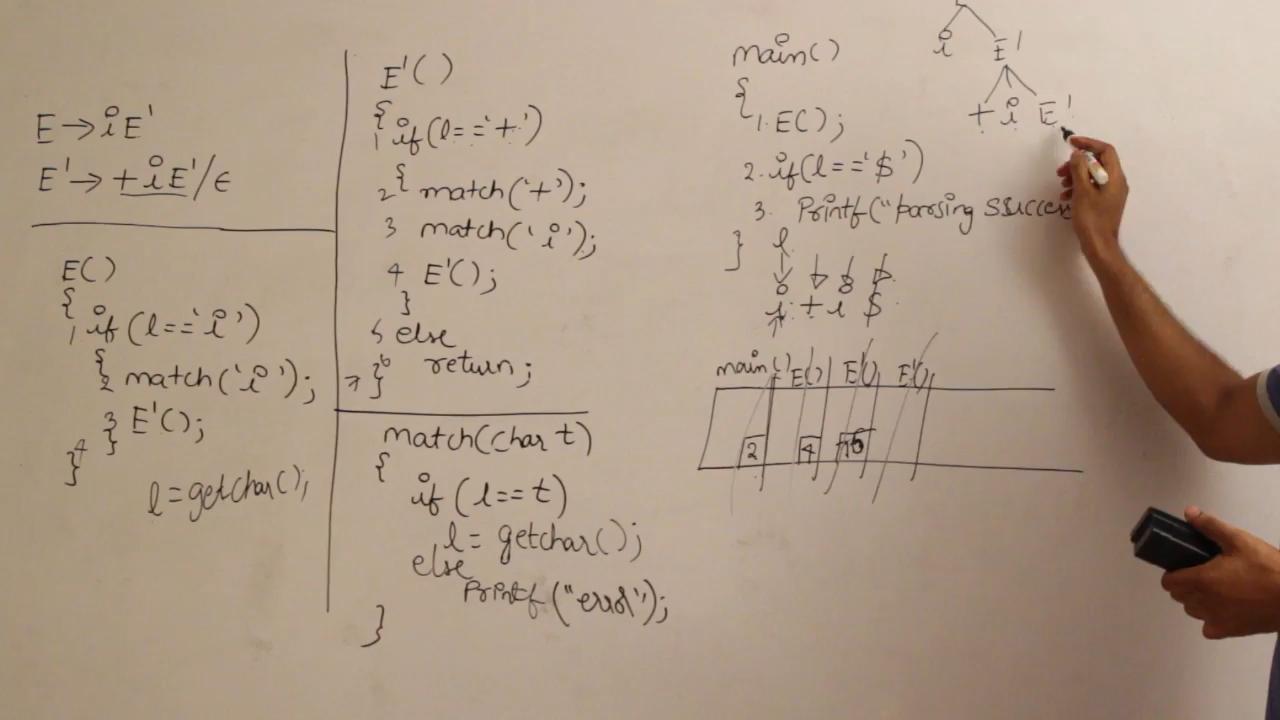 E → iE'
E' → +iE'/ε
E()
{
1 if(l=='i')
{
2 match('i');
3 E'();
}
4 }
l=getchar();
E'()
{
1 if(l=='+')
2 { match('+');
3 match('i');
4 E'();
}
5 else
6 return;
7 }
match(char t)
{
if (l==t)
l= getchar();
else
Printf("error");
}
main()
{
1. E();
2. if(l=='$')
3. Printf("Parsing
}
l
i + i $
main() E() E'() E'()
2 4
i E'
+ i E'